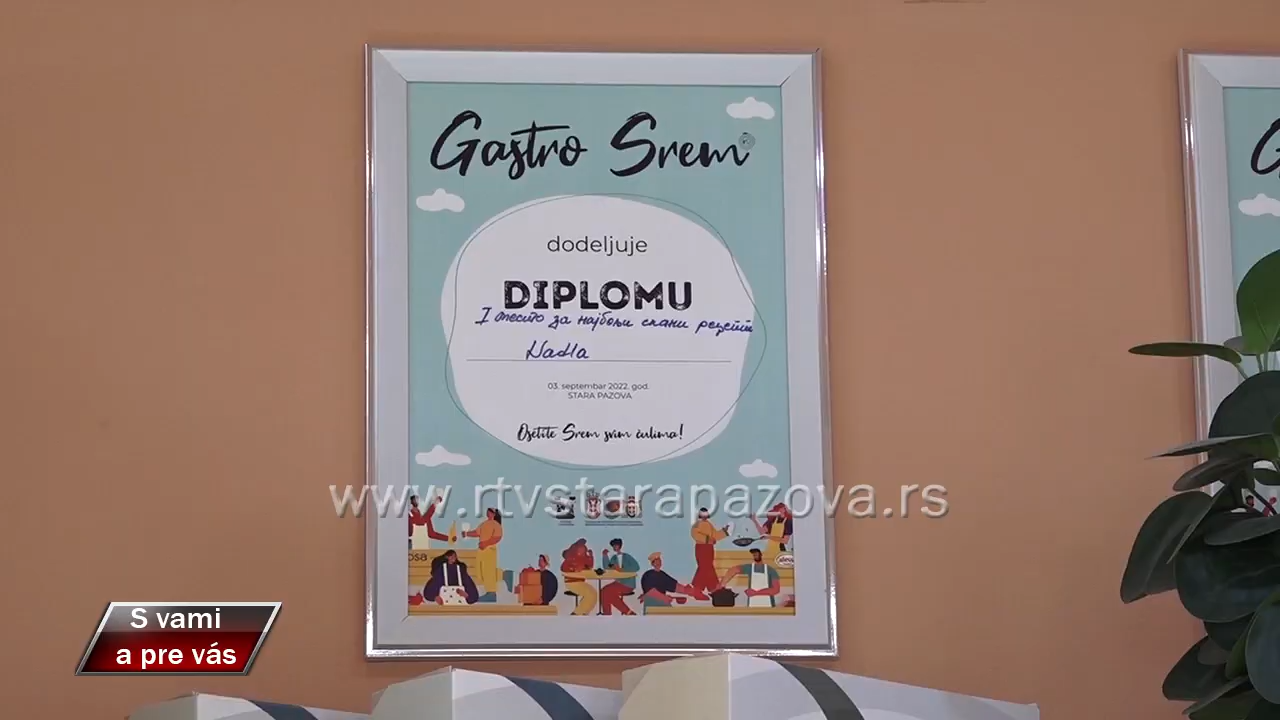 Gastro Srem
dodeljuje
DIPLOMU
I место за најбољи слани рецепт
Nadla
03. septembar 2022. god.
STARA PAZOVA
Osetite Srem svim čulima!
www.rtvstarapazova.rs
S vami
a pre vás